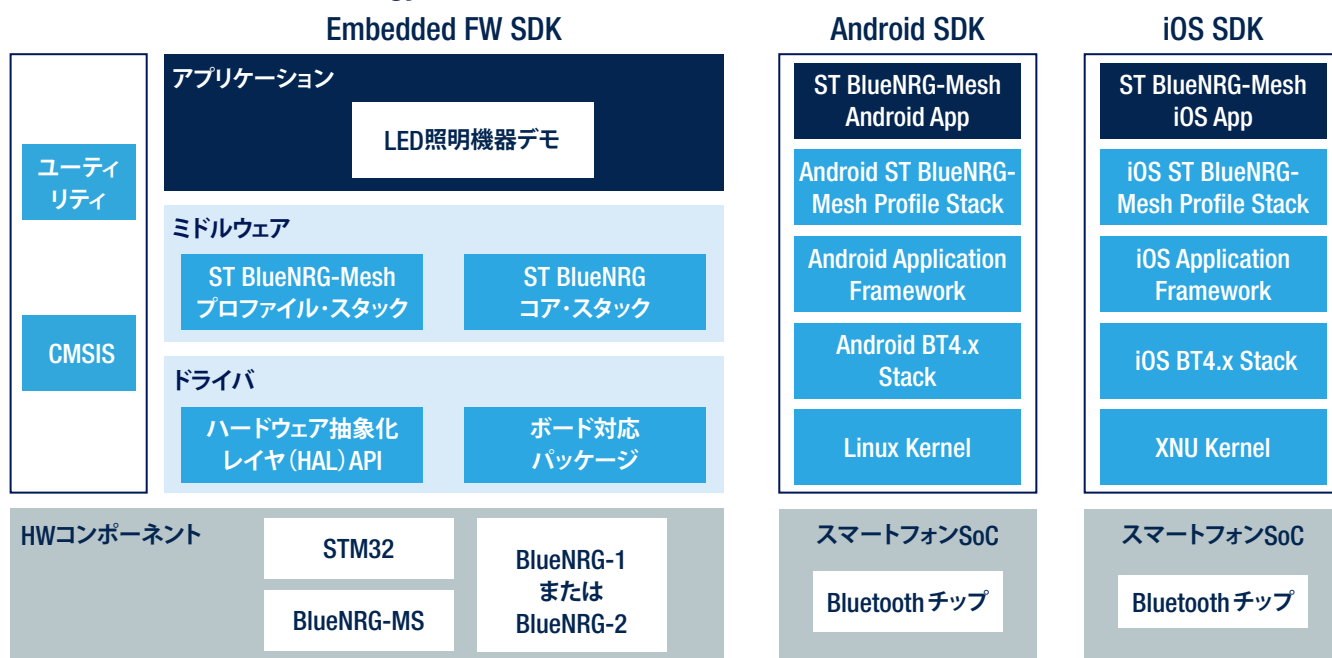 Embedded FW SDK
アプリケーション
LED照明機器デモ
ユーティ
リティ
CMSIS
ミドルウェア
ST BlueNRG-Mesh
プロファイル・スタック
ST BlueNRG
コア・スタック
ドライバ
ハードウェア抽象化
レイヤ(HAL)API
ボード対応
パッケージ
HWコンポーネント
STM32
BlueNRG-MS
BlueNRG-1
または
BlueNRG-2
Android SDK
ST BlueNRG-Mesh
Android App
Android ST BlueNRG-
Mesh Profile Stack
Android Application
Framework
Android BT4.x
Stack
Linux Kernel
スマートフォンSoC
Bluetoothチップ
iOS SDK
ST BlueNRG-Mesh
iOS App
iOS ST BlueNRG-
Mesh Profile Stack
iOS Application
Framework
iOS BT4.x Stack
XNU Kernel
スマートフォンSoC
Bluetoothチップ